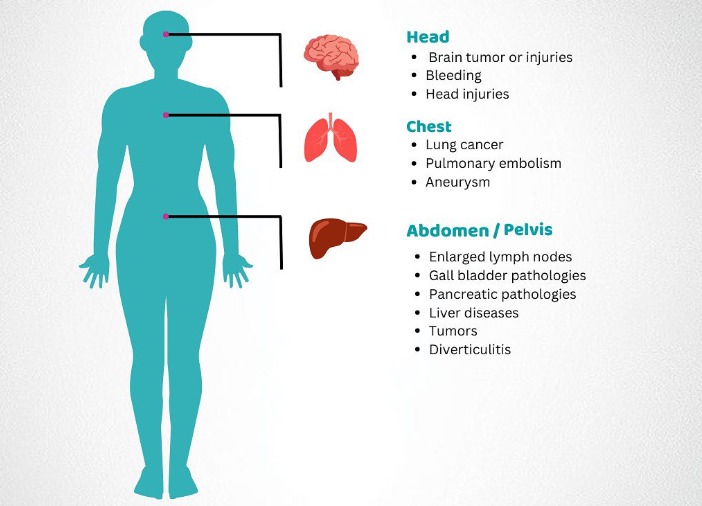 Head
• Brain tumor or injuries
• Bleeding
• Head injuries
Chest
• Lung cancer
• Pulmonary embolism
• Aneurysm
Abdomen / Pelvis
• Enlarged lymph nodes
• Gall bladder pathologies
• Pancreatic pathologies
• Liver diseases
• Tumors
• Diverticulitis